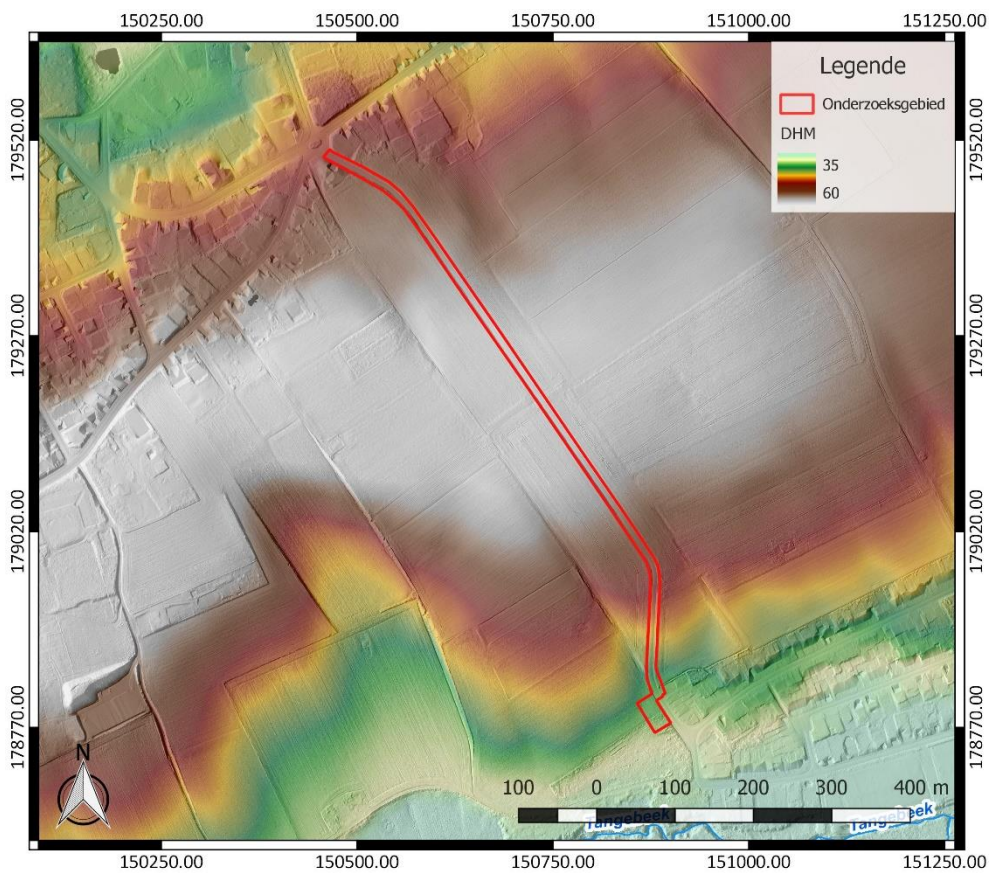 150250.00 150500.00 150750.00 151000.00 151250.00
Legende
Onderzoeksgebied
DHM
35
60
179520.00 179520.00
179270.00 179270.00
179020.00 179020.00
178770.00 178770.00
N
100 0 100 200 300 400 m
Tangebeek Tangebeek
150250.00 150500.00 150750.00 151000.00 151250.00